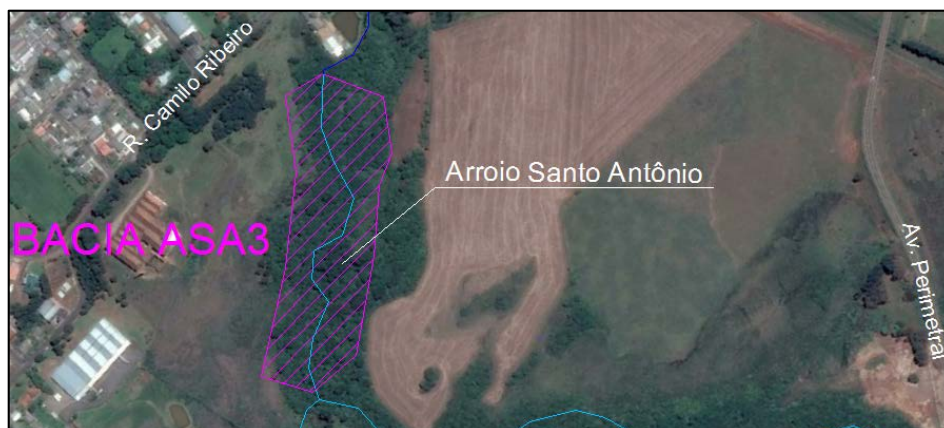 R. Camilo Ribeiro
Arroio Santo Antônio
BACIA ASA3
Av. Perimetral